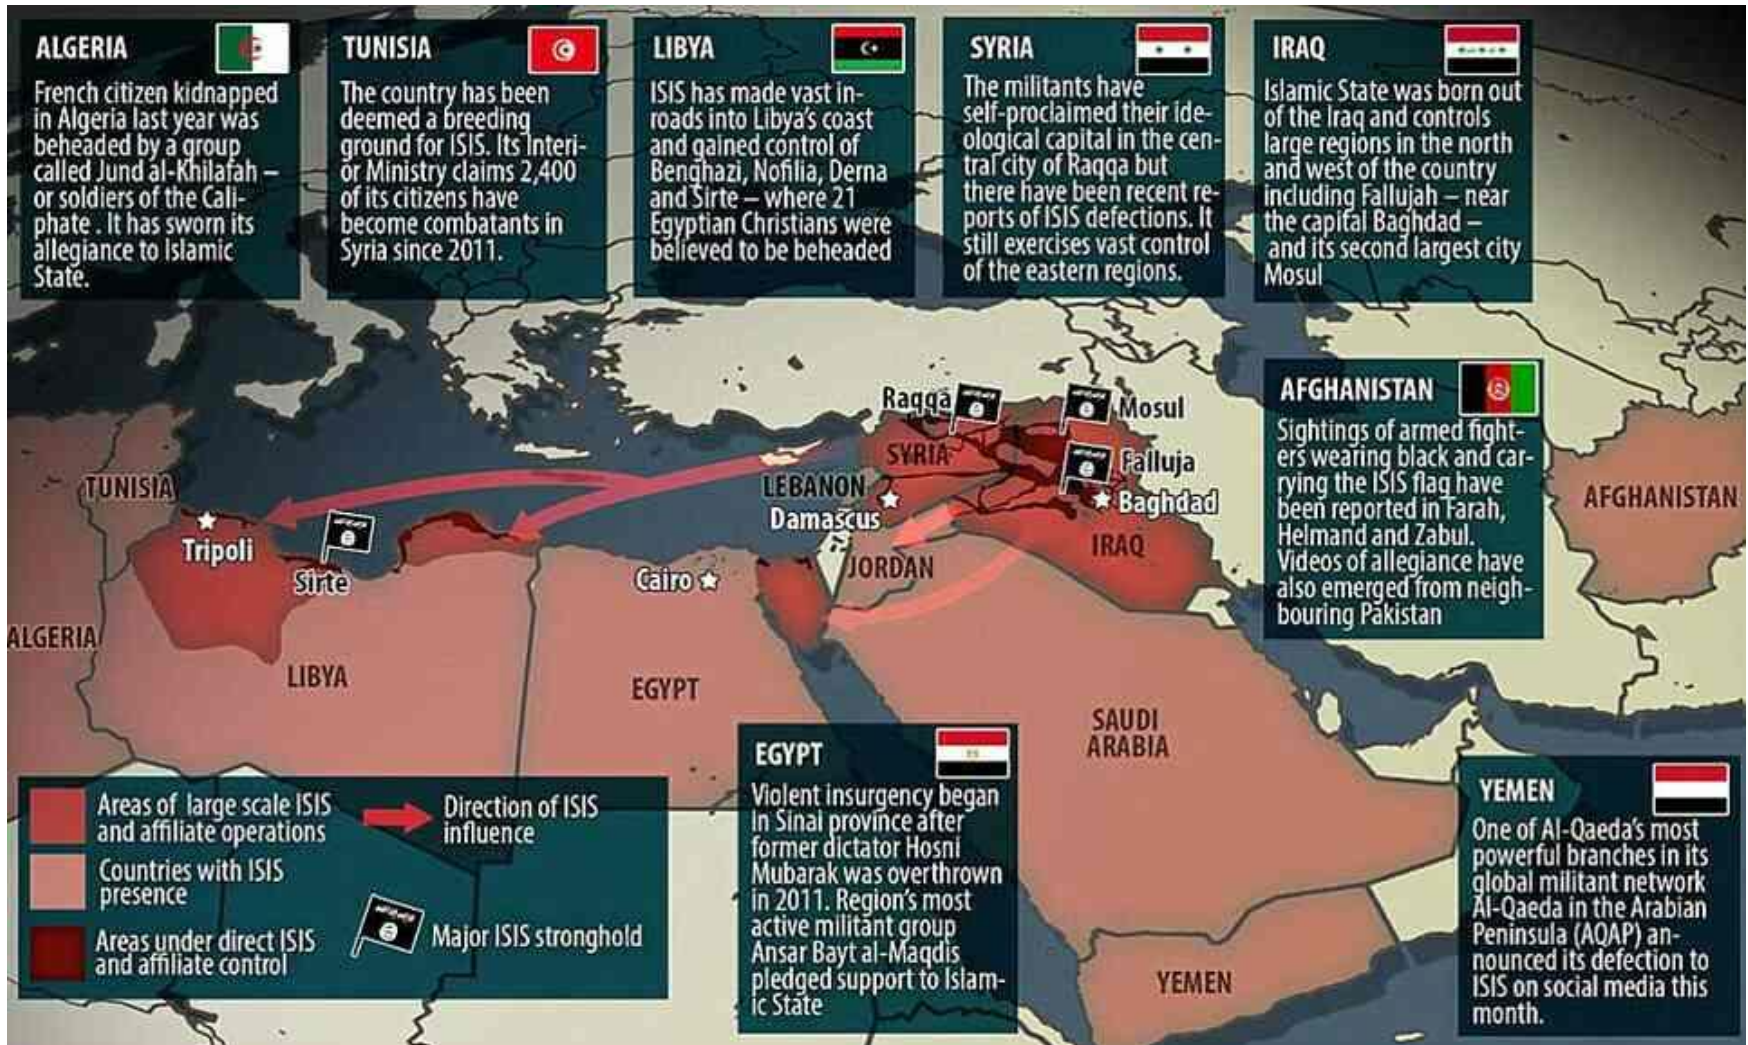 ALGERIA
French citizen kidnapped
in Algeria last year was
beheaded by a group
called Jund al-Khilafah –
or soldiers of the Cali-
phate . It has sworn its
allegiance to Islamic
State.
TUNISIA
The country has been
deemed a breeding
ground for ISIS. Its Interi-
or Ministry claims 2,400
of its citizens have
become combatants in
Syria since 2011.
LIBYA
ISIS has made vast in-
roads into Libya's coast
and gained control of
Benghazi, Nofilia, Derna
and Sirte – where 21
Egyptian Christians were
believed to be beheaded
SYRIA
The militants have
self-proclaimed their ide-
ological capital in the cen-
tral city of Raqqa but
there have been recent re-
ports of ISIS defections. It
still exercises vast control
of the eastern regions.
IRAQ
Islamic State was born out
of the Iraq and controls
large regions in the north
and west of the country
including Fallujah – near
the capital Baghdad –
and its second largest city
Mosul
AFGHANISTAN
Sightings of armed fight-
ers wearing black and car-
rying the ISIS flag have
been reported in Farah,
Helmand and Zabul.
Videos of allegiance have
also emerged from neigh-
bouring Pakistan
Raqqa
Mosul
SYRIA
Falluja
TUNISIA
LEBANON
Baghdad
AFGHANISTAN
Damascus
Tripoli
IRAQ
JORDAN
Sirte
Cairo
ALGERIA
LIBYA
EGYPT
SAUDI
ARABIA
YEMEN
EGYPT
Violent insurgency began
In Sinai province after
former dictator Hosni
Mubarak was overthrown
in 2011. Region's most
active militant group
Ansar Bayt al-Maqdis
pledged support to Islam-
ic State
YEMEN
One of Al-Qaeda's most
powerful branches in its
global militant network
Al-Qaeda in the Arabian
Peninsula (AQAP) an-
nounced its defection to
ISIS on social media this
month.
Areas of large scale ISIS
and affiliate operations
Direction of ISIS
influence
Countries with ISIS
presence
Areas under direct ISIS
and affiliate control
Major ISIS stronghold